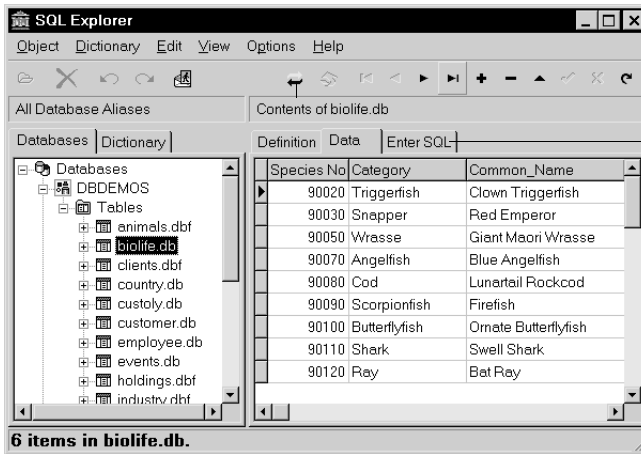 SQL Explorer
Object Dictionary Edit View Options Help
All Database Aliases
Contents of biolife.db
Databases Dictionary
Definition Data Enter SQL
Databases
DBDEMOS
Tables
animals.dbf
biolife.db
clients.dbf
country.db
custoly.db
customer.db
employee.db
events.db
holdings.dbf
industry.dbf
Species No Category Common_Name
90020 Triggerfish Clown Triggerfish
90030 Snapper Red Emperor
90050 Wrasse Giant Maori Wrasse
90070 Angelfish Blue Angelfish
90080 Cod Lunartail Rockcod
90090 Scorpionfish Firefish
90100 Butterflyfish Ornate Butterflyfish
90110 Shark Swell Shark
90120 Ray Bat Ray
6 items in biolife.db.